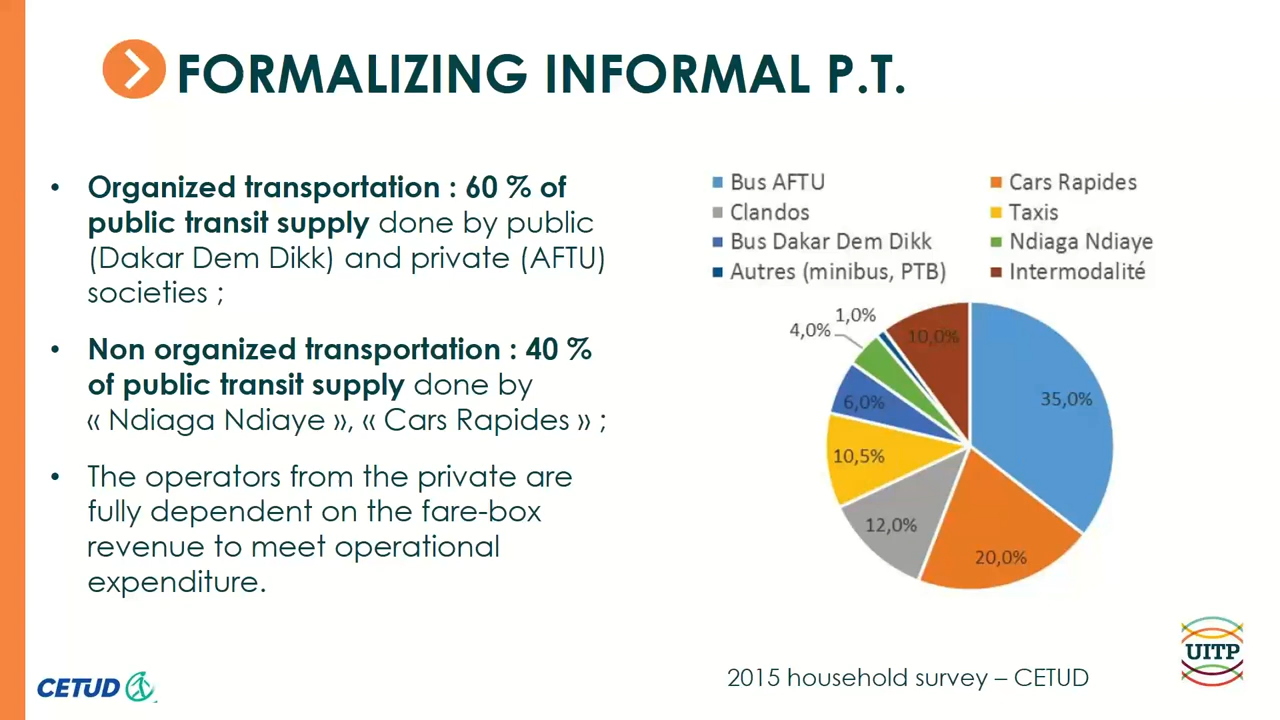 FORMALIZING INFORMAL P.T.
• Organized transportation : 60 % of
public transit supply done by public
(Dakar Dem Dikk) and private (AFTU)
societies ;
• Non organized transportation : 40 %
of public transit supply done by
« Ndiaga Ndiaye », « Cars Rapides » ;
• The operators from the private are
fully dependent on the fare-box
revenue to meet operational
expenditure.
Bus AFTU
Cars Rapides
Clandos
Taxis
Bus Dakar Dem Dikk
Ndiaga Ndiaye
Autres (minibus, PTB)
Intermodalité
35,0%
20,0%
12,0%
10,5%
6,0%
4,0%
1,0%
10,0%
2015 household survey – CETUD
CETUD
UITP